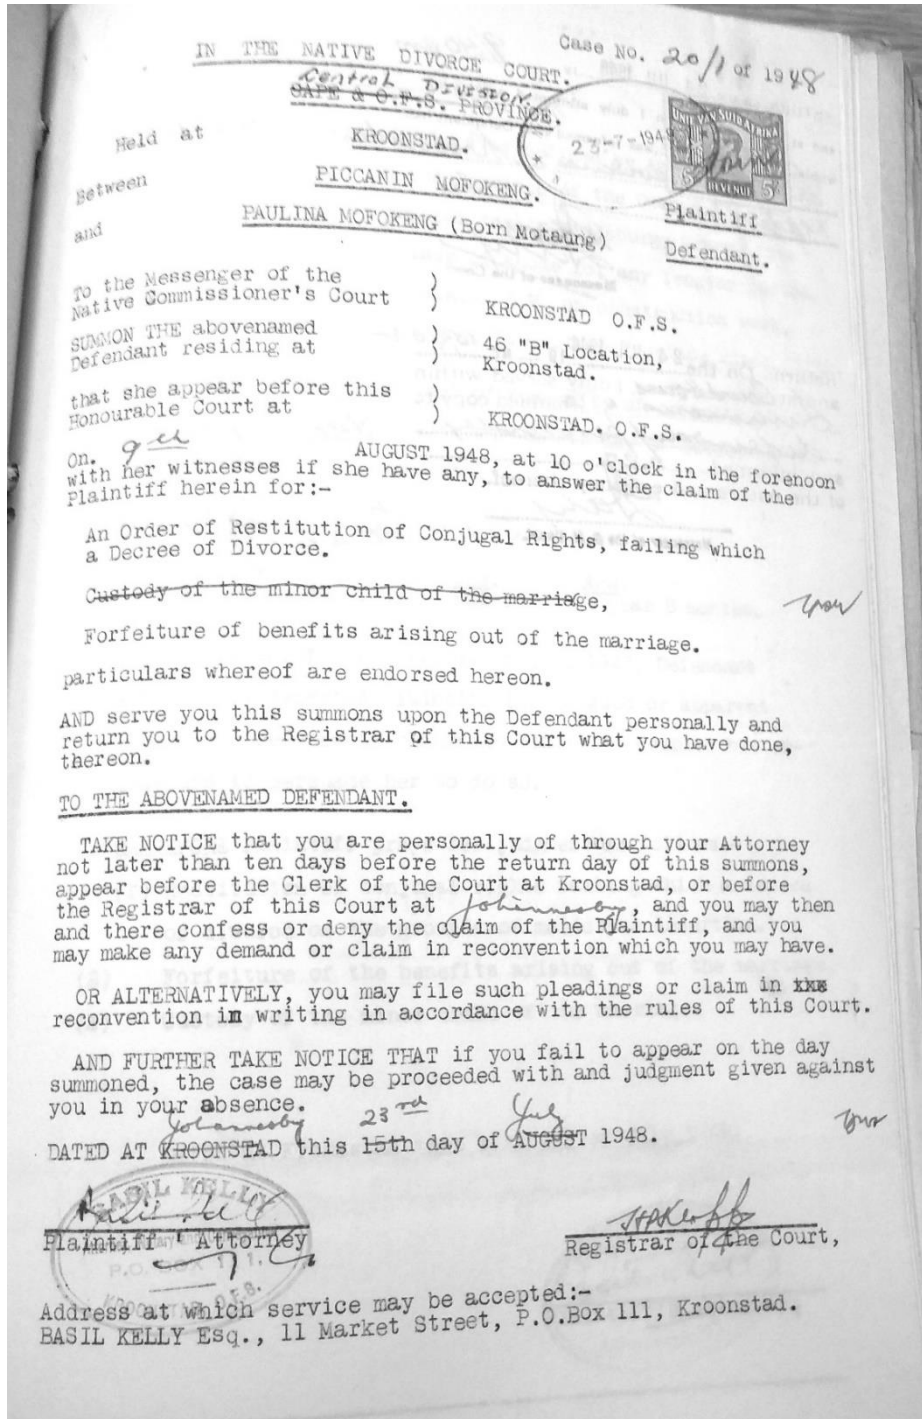 Case No. 20/1 of 1948
IN THE NATIVE DIVORCE COURT.
Central DIVISION.
CAPE & O.F.S. PROVINCE.
23-7-1948
UNIE VAN SUID AFRIKA
5/- REVENUE 5/-
Held at KROONSTAD.
Between PICCANIN MOFOKENG. Plaintiff
and PAULINA MOFOKENG (Born Motaung) Defendant.
To the Messenger of the )
Native Commissioner's Court ) KROONSTAD O.F.S.
SUMMON THE abovenamed ) 46 "B" Location,
Defendant residing at ) Kroonstad.
that she appear before this )
Honourable Court at ) KROONSTAD. O.F.S.
On. 9th AUGUST 1948, at 10 o'clock in the forenoon
with her witnesses if she have any, to answer the claim of the
Plaintiff herein for:-
An Order of Restitution of Conjugal Rights, failing which
a Decree of Divorce.
Custody of the minor child of the marriage,
Forfeiture of benefits arising out of the marriage.
particulars whereof are endorsed hereon.
AND serve you this summons upon the Defendant personally and
return you to the Registrar of this Court what you have done,
thereon.
TO THE ABOVENAMED DEFENDANT.
TAKE NOTICE that you are personally of through your Attorney
not later than ten days before the return day of this summons,
appear before the Clerk of the Court at Kroonstad, or before
the Registrar of this Court at Johannesby, and you may then
and there confess or deny the claim of the Plaintiff, and you
may make any demand or claim in reconvention which you may have.
OR ALTERNATIVELY, you may file such pleadings or claim in xxx
reconvention in writing in accordance with the rules of this Court.
AND FURTHER TAKE NOTICE THAT if you fail to appear on the day
summoned, the case may be proceeded with and judgment given against
you in your absence.
Johannesby 23rd July
DATED AT KROONSTAD this 15th day of AUGUST 1948.
BASIL KELLY
P.O. BOX 111.
KROONSTAD. O.F.S.
Basil Kelly
Plaintiff ' Attorney
Registrar of the Court,
Address at which service may be accepted:-
BASIL KELLY Esq., 11 Market Street, P.O.Box 111, Kroonstad.